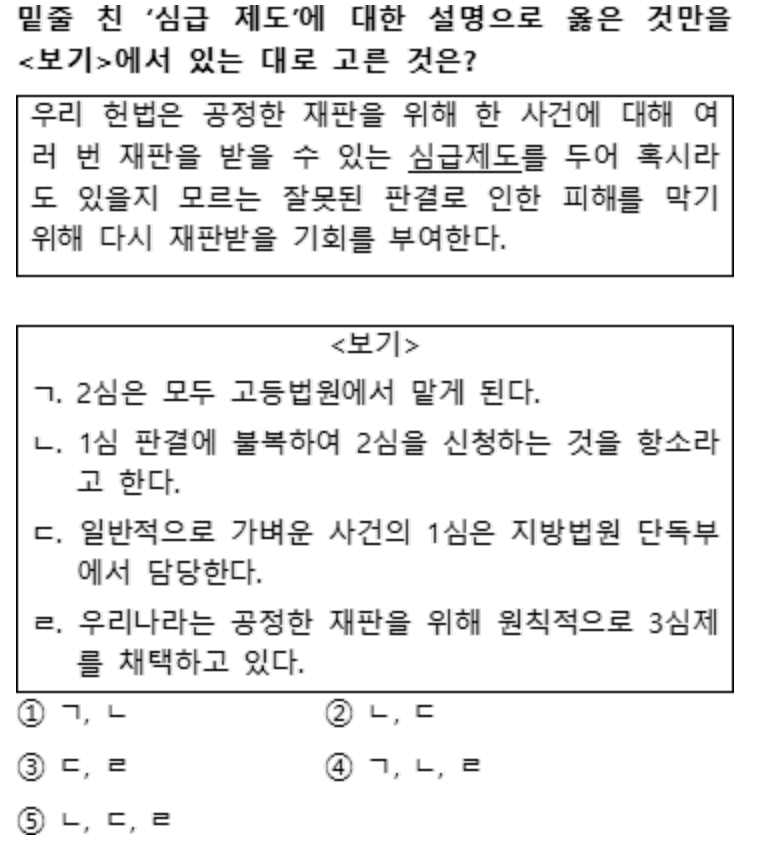 밑줄 친 '심급 제도'에 대한 설명으로 옳은 것만을
<보기>에서 있는 대로 고른 것은?
우리 헌법은 공정한 재판을 위해 한 사건에 대해 여
러 번 재판을 받을 수 있는 심급제도를 두어 혹시라
도 있을지 모르는 잘못된 판결로 인한 피해를 막기
위해 다시 재판받을 기회를 부여한다.
<보기>
ㄱ. 2심은 모두 고등법원에서 맡게 된다.
ㄴ. 1심 판결에 불복하여 2심을 신청하는 것을 항소라
고 한다.
ㄷ. 일반적으로 가벼운 사건의 1심은 지방법원 단독부
에서 담당한다.
ㄹ. 우리나라는 공정한 재판을 위해 원칙적으로 3심제
를 채택하고 있다.
① ㄱ, ㄴ ② ㄴ, ㄷ
③ ㄷ, ㄹ ④ ㄱ, ㄴ, ㄹ
⑤ ㄴ, ㄷ, ㄹ